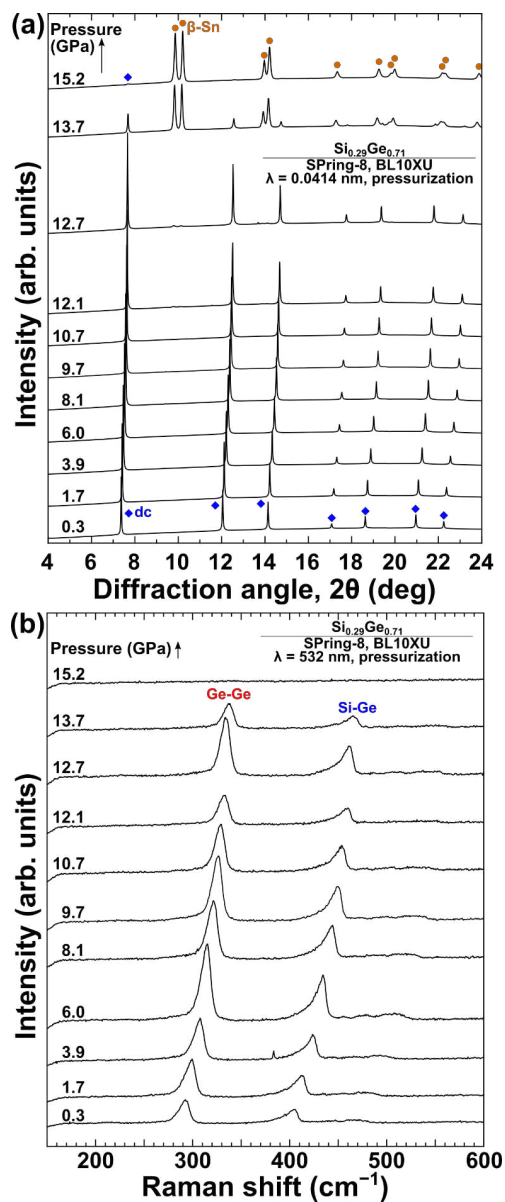 (a)
Pressure
(GPa)
β-Sn
15.2
13.7
Si0.29Ge0.71
SPring-8, BL10XU
λ = 0.0414 nm, pressurization
12.7
12.1
10.7
9.7
8.1
6.0
3.9
1.7
0.3
dc
4 6 8 10 12 14 16 18 20 22 24
Diffraction angle, 2θ (deg)
Intensity (arb. units)
(b)
Si0.29Ge0.71
SPring-8, BL10XU
λ = 532 nm, pressurization
Pressure (GPa)
15.2
Ge-Ge
Si-Ge
13.7
12.7
12.1
10.7
9.7
8.1
6.0
3.9
1.7
0.3
200 300 400 500 600
Raman shift (cm−1)
Intensity (arb. units)